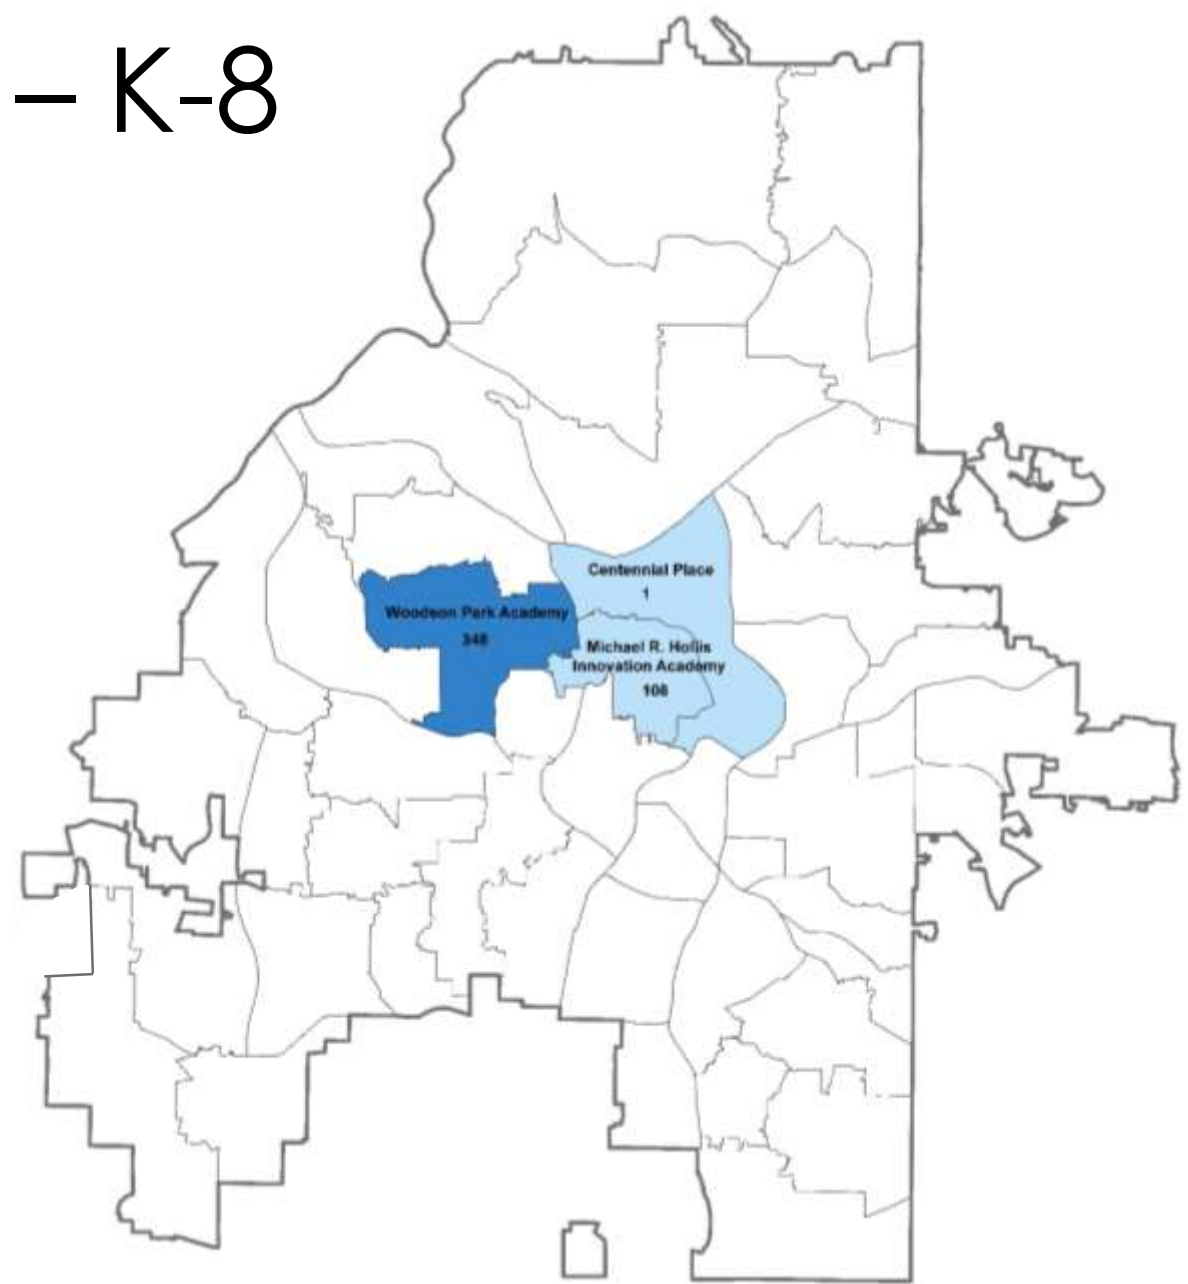 – K-8
Centennial Place
1
Woodson Park Academy
348
Michael R. Hollis
Innovation Academy
108